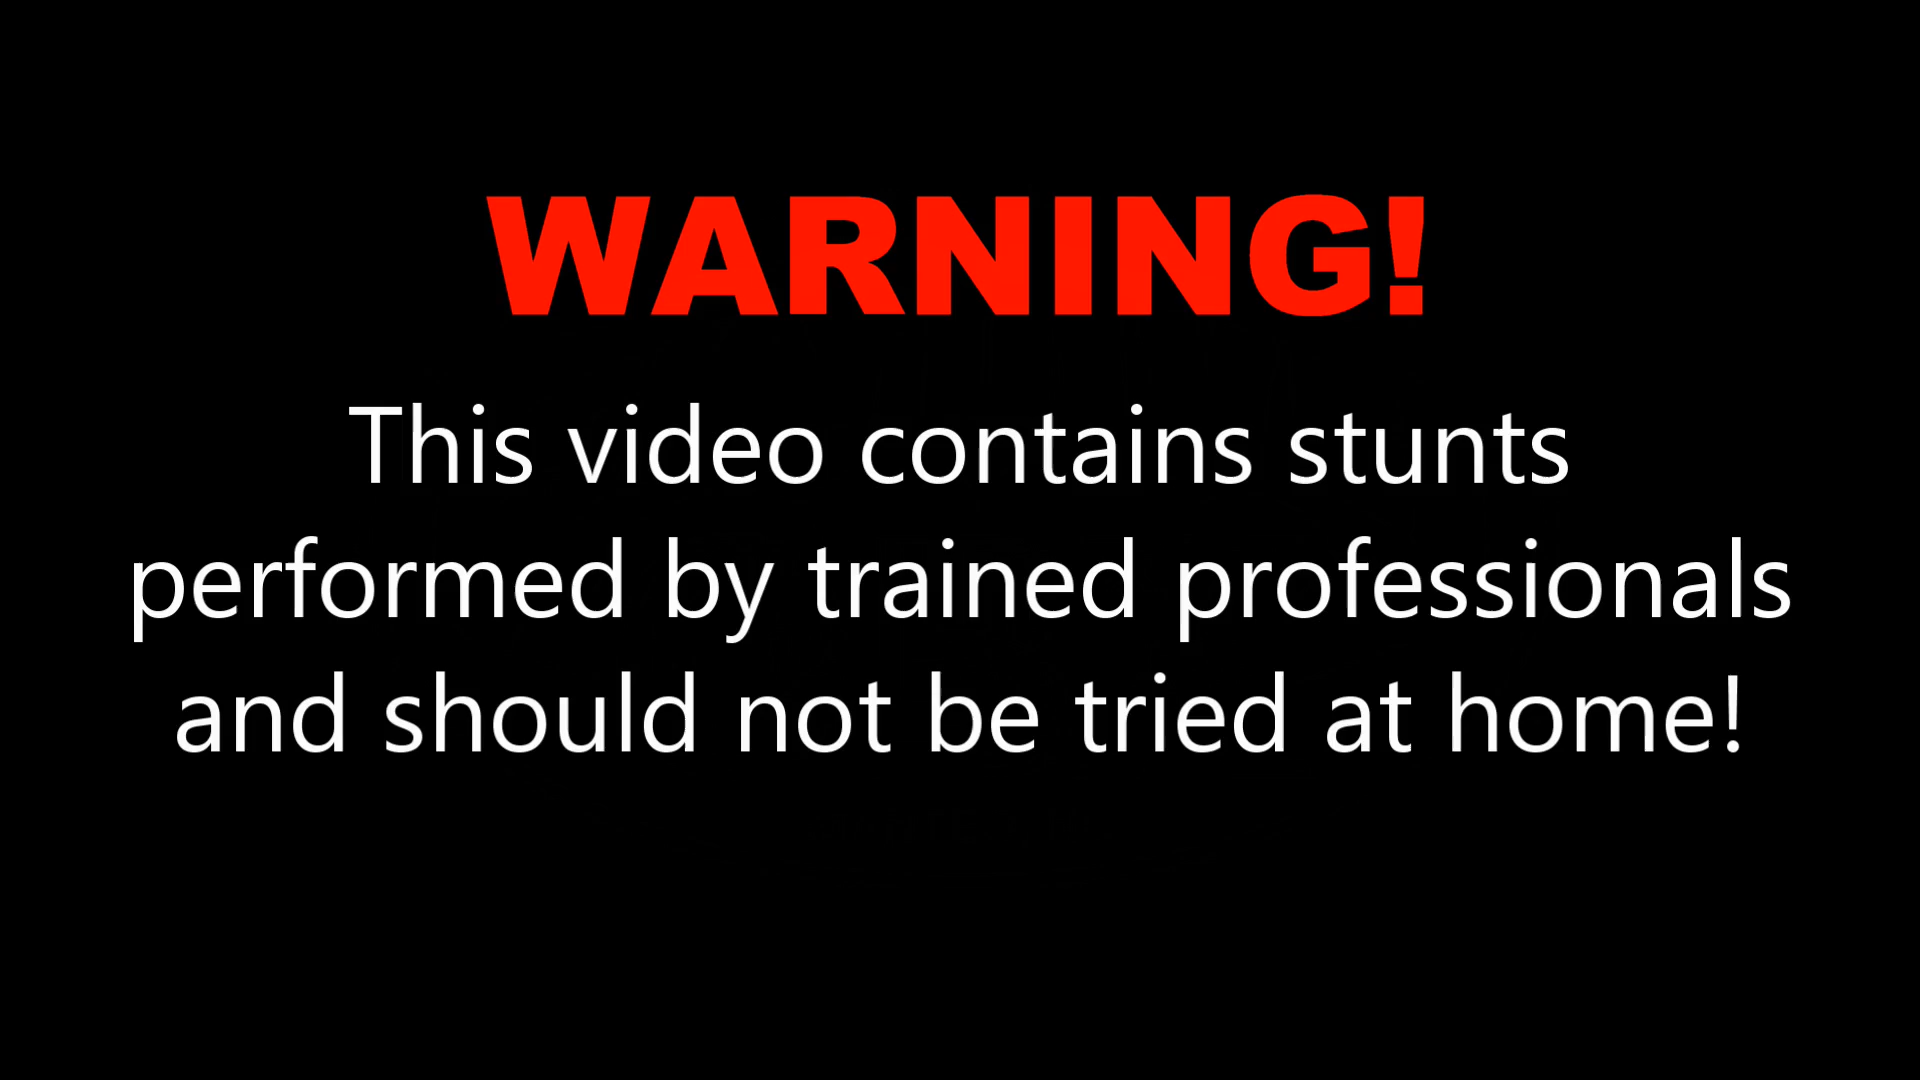 WARNING!
This video contains stunts
performed by trained professionals
and should not be tried at home!